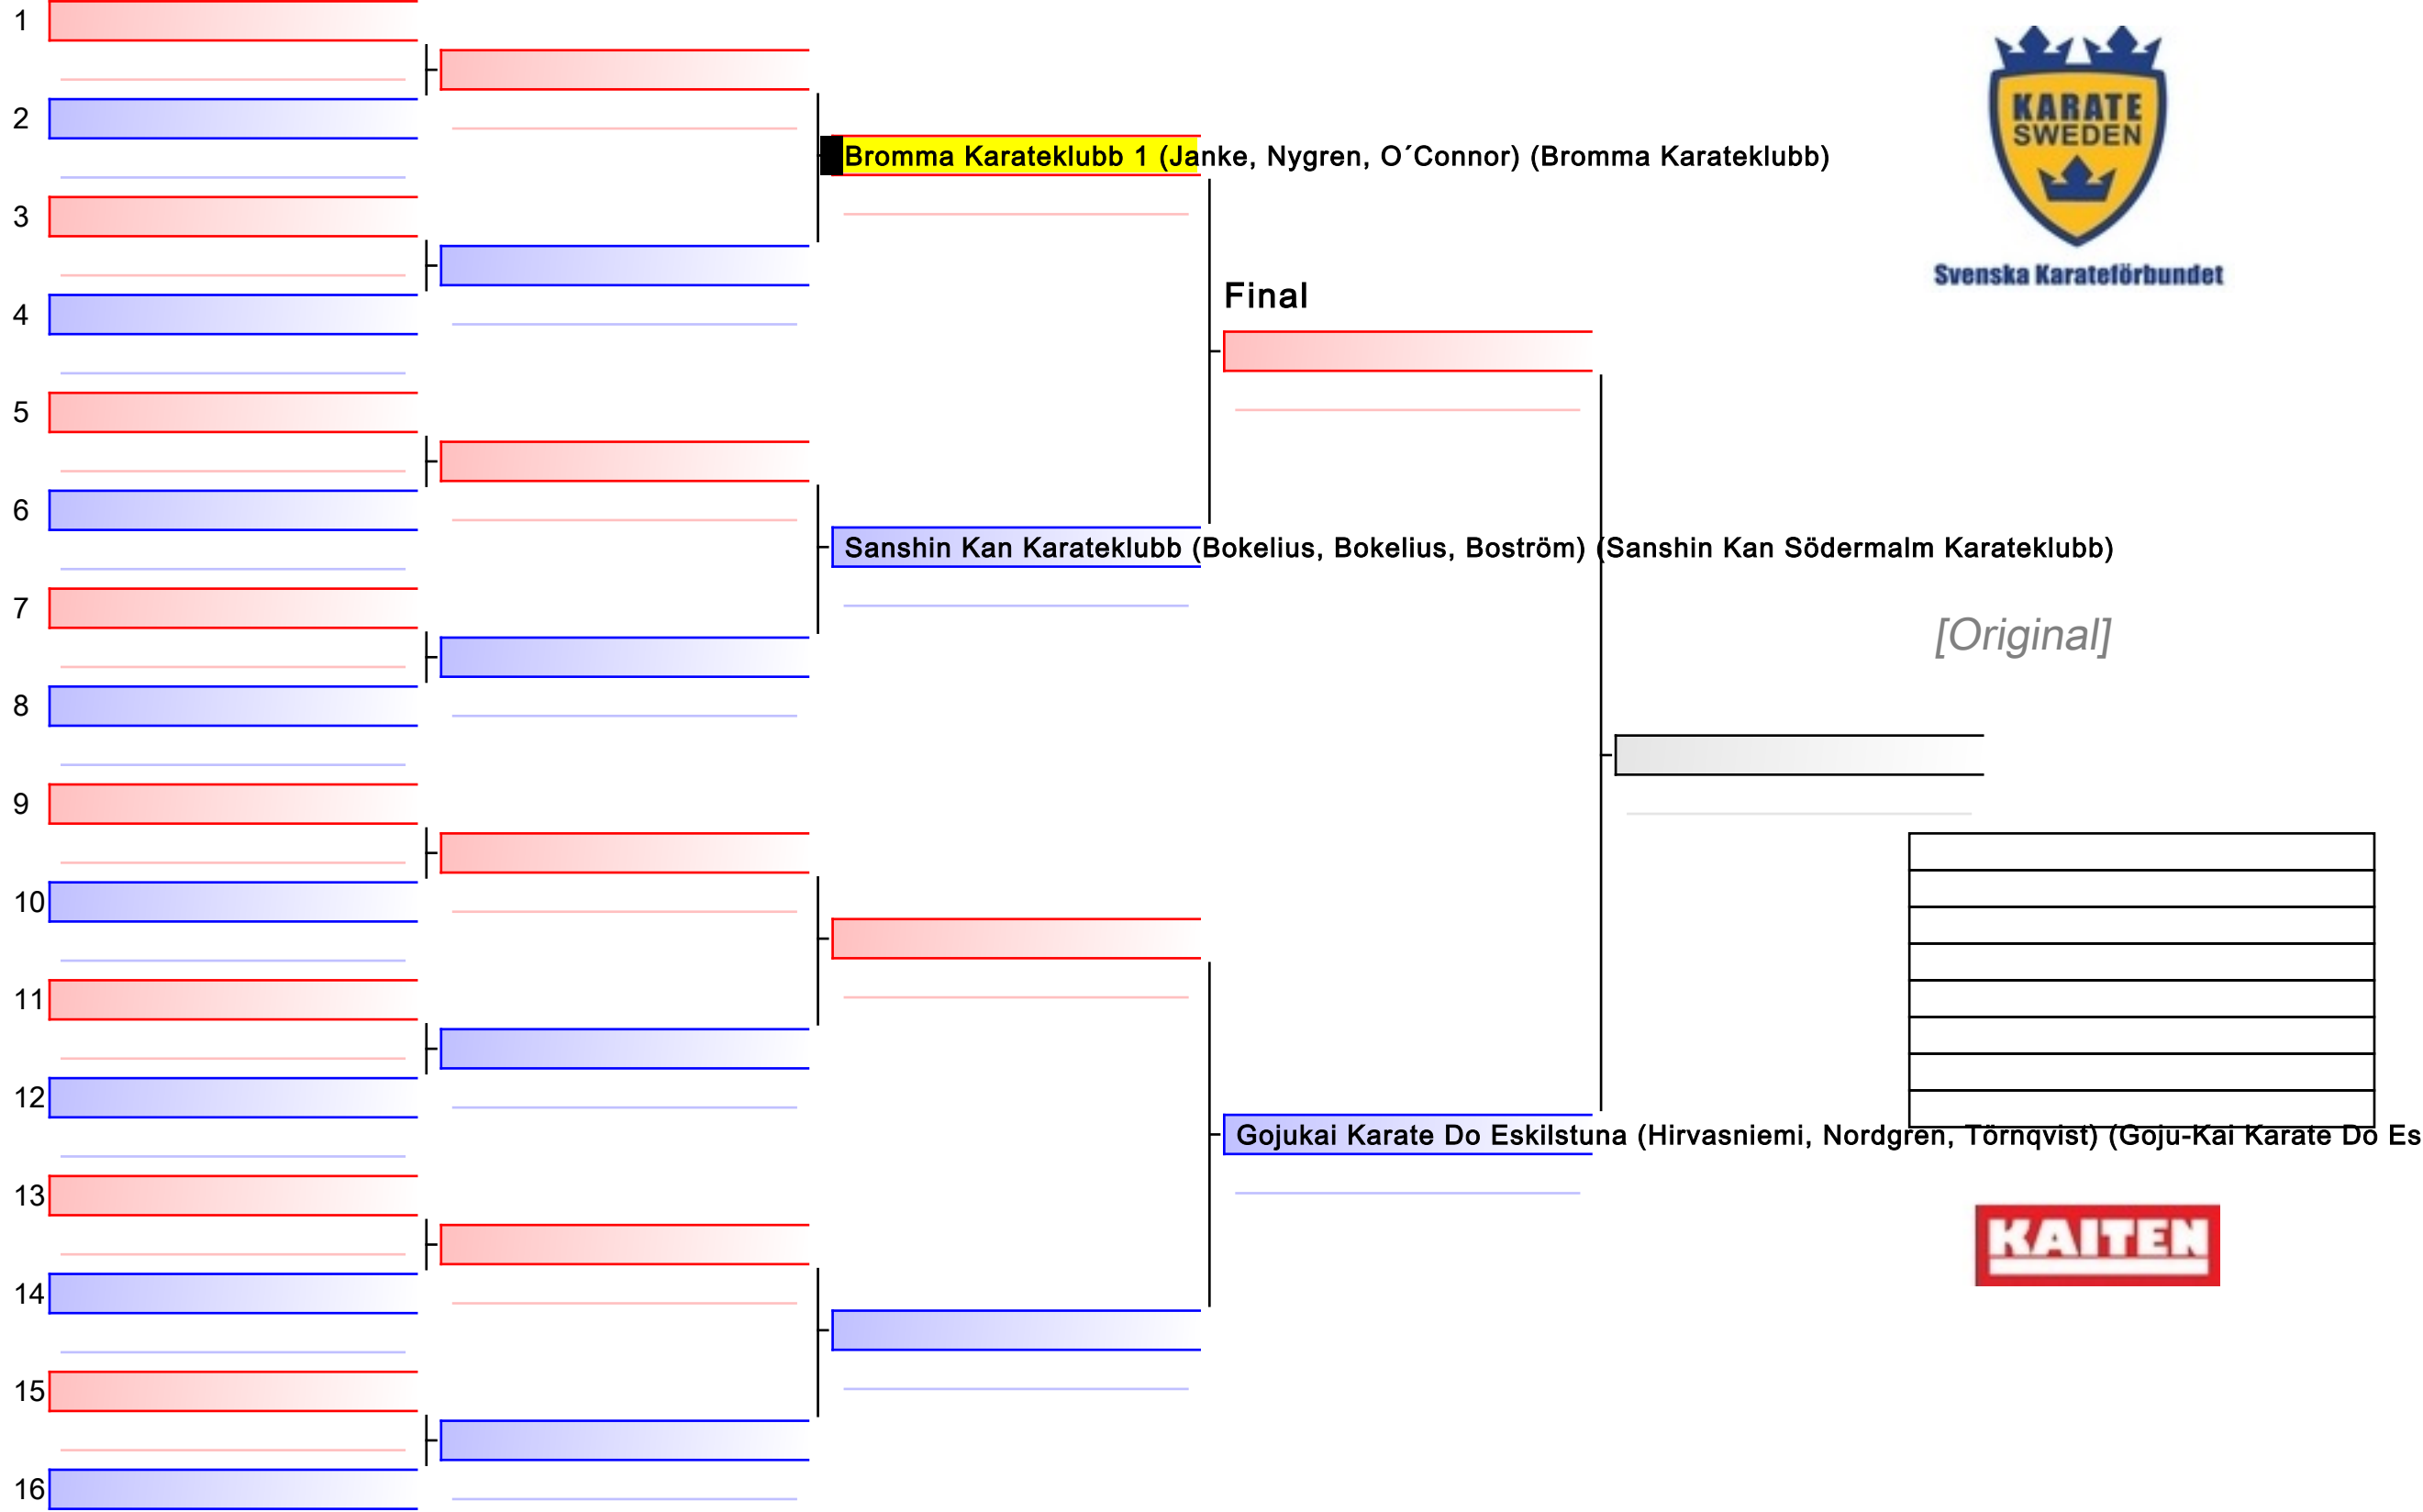 1
2
Bromma Karateklubb 1 (Janke, Nygren, O´Connor) (Bromma Karateklubb)
KARATE
SWEDEN
Svenska Karateförbundet
3
4
Final
5
6
Sanshin Kan Karateklubb (Bokelius, Bokelius, Boström) (Sanshin Kan Södermalm Karateklubb)
7
[Original]
8
9
10
11
12
Gojukai Karate Do Eskilstuna (Hirvasniemi, Nordgren, Törnqvist) (Goju-Kai Karate Do Es
13
KAITEN
14
15
16